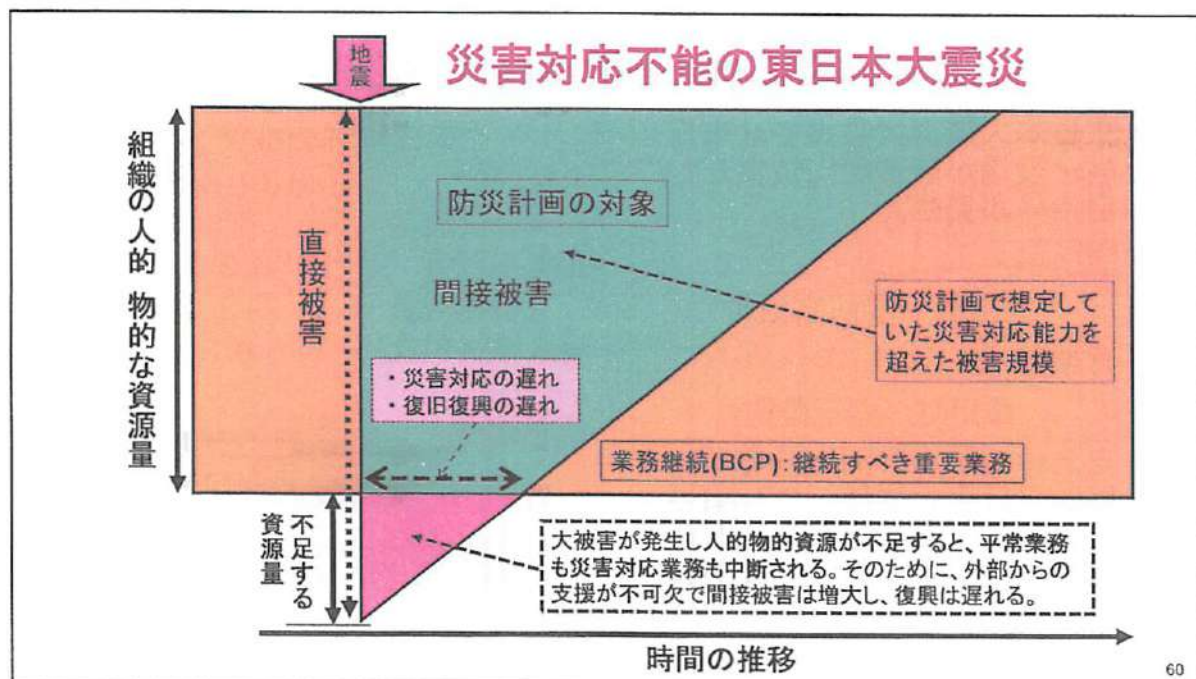 地震
災害対応不能の東日本大震災
組織の人的 物的な資源量
直接被害
防災計画の対象
間接被害
防災計画で想定して
いた災害対応能力を
超えた被害規模
・災害対応の遅れ
・復旧復興の遅れ
業務継続(BCP):継続すべき重要業務
不足する
資源量
大被害が発生し人的物的資源が不足すると、平常業務
も災害対応業務も中断される。そのために、外部からの
支援が不可欠で間接被害は増大し、復興は遅れる。
時間の推移
60